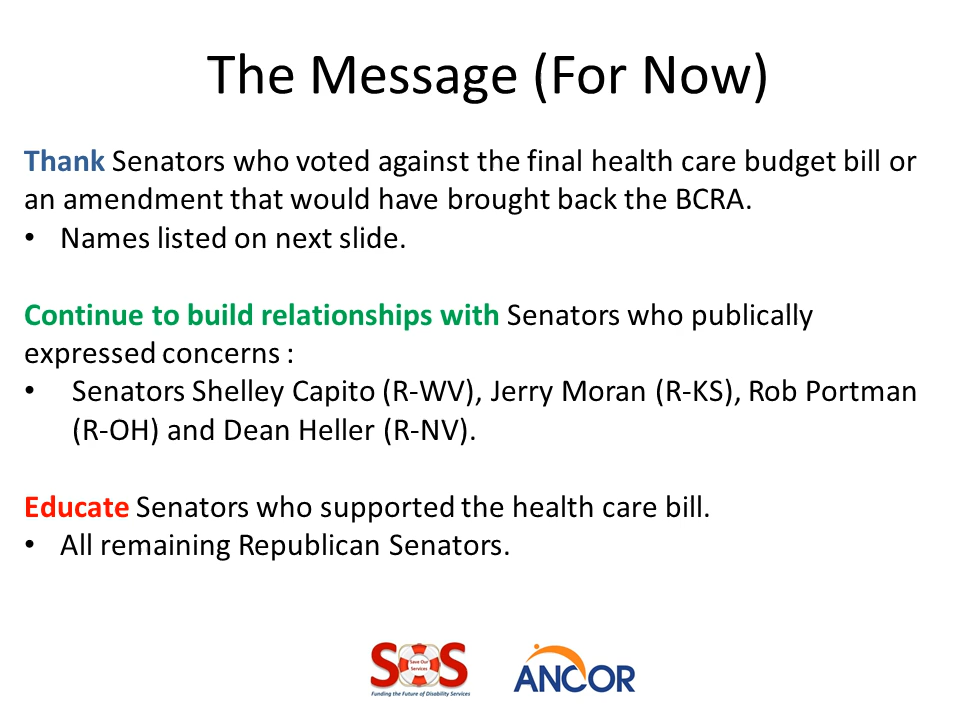 The Message (For Now)
Thank Senators who voted against the final health care budget bill or
an amendment that would have brought back the BCRA.
• Names listed on next slide.
Continue to build relationships with Senators who publically
expressed concerns :
• Senators Shelley Capito (R-WV), Jerry Moran (R-KS), Rob Portman
(R-OH) and Dean Heller (R-NV).
Educate Senators who supported the health care bill.
• All remaining Republican Senators.
SOS
Save Our
Services
Funding the Future of Disability Services
ANCOR